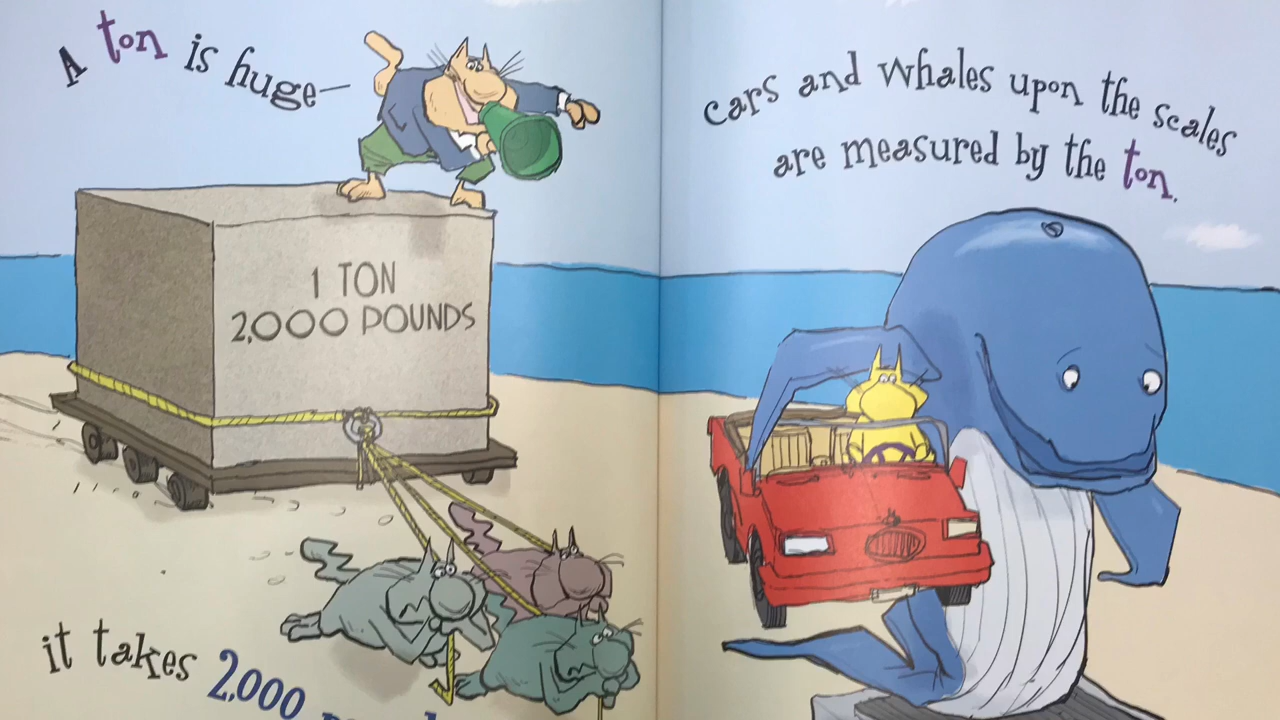 A ton is huge—
1 TON
2,000 POUNDS
it takes 2,000
cars and whales upon the scales
are measured by the ton.